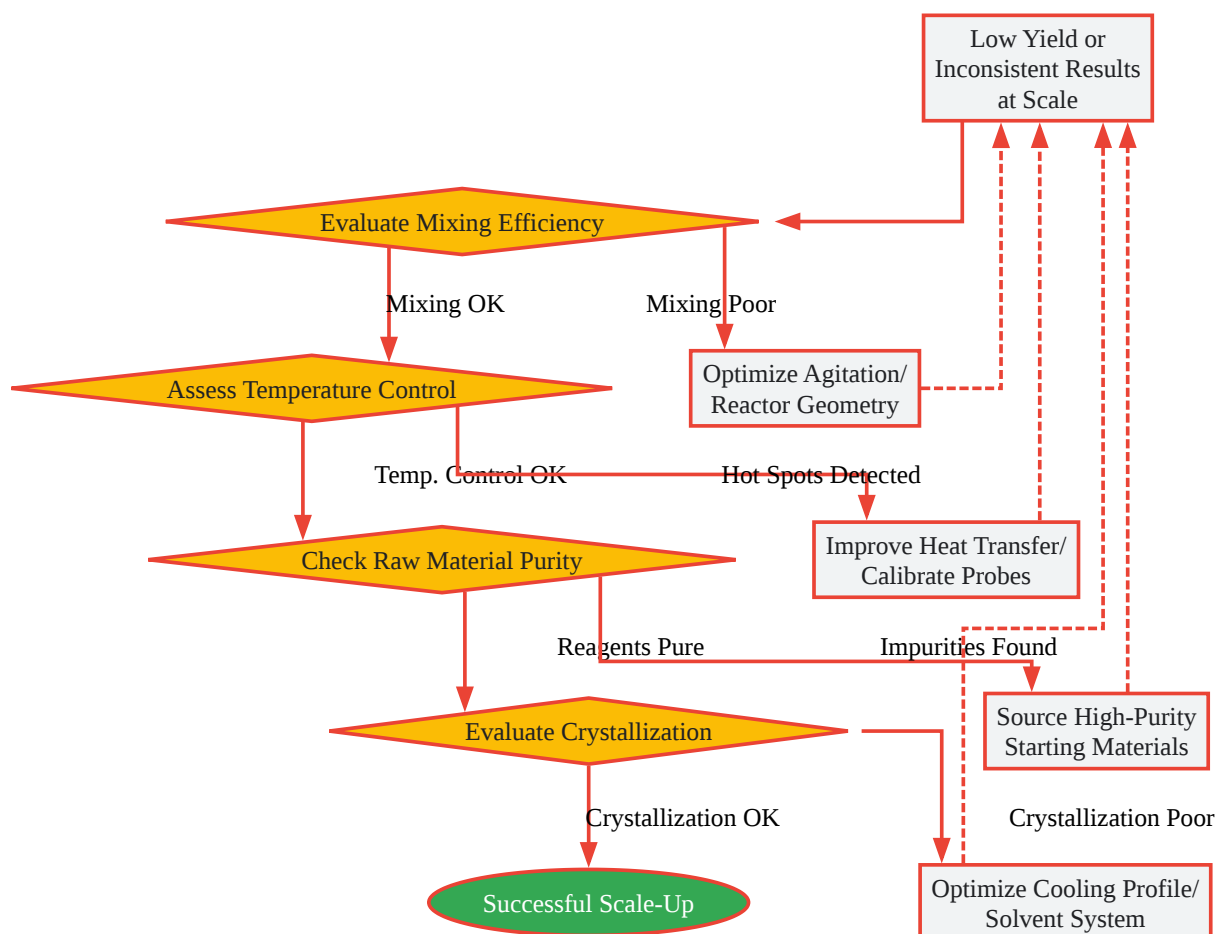 Low Yield or
Inconsistent Results
at Scale
Evaluate Mixing Efficiency
Mixing OK
Mixing Poor
Assess Temperature Control
Optimize Agitation/
Reactor Geometry
Temp. Control OK
Hot Spots Detected
Improve Heat Transfer/
Calibrate Probes
Check Raw Material Purity
Reagents Pure
Impurities Found
Source High-Purity
Starting Materials
Evaluate Crystallization
Crystallization OK
Crystallization Poor
Successful Scale-Up
Optimize Cooling Profile/
Solvent System